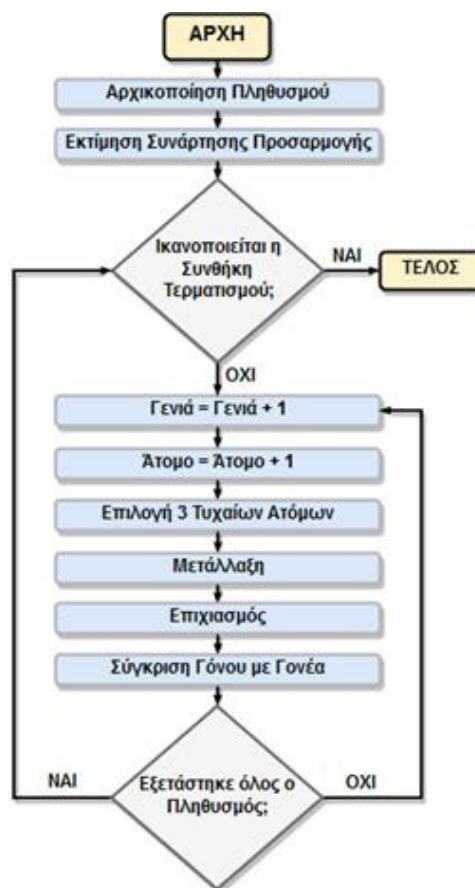 ΑΡΧΗ
Αρχικοποίηση Πληθυσμού
Εκτίμηση Συνάρτησης Προσαρμογής
Ικανοποιείται η
Συνθήκη
Τερματισμού;
ΝΑΙ
ΤΕΛΟΣ
ΟΧΙ
Γενιά = Γενιά + 1
Άτομο = Άτομο + 1
Επιλογή 3 Τυχαίων Ατόμων
Μετάλλαξη
Επιχιασμός
Σύγκριση Γόνου με Γονέα
ΝΑΙ
Εξετάστηκε όλος ο
Πληθυσμός;
ΟΧΙ